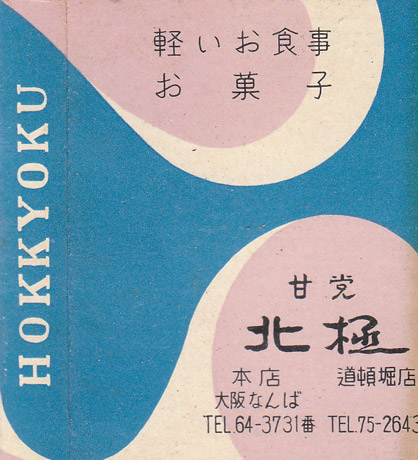 HOKKYOKU
軽いお食事
お菓子
甘党
北極
本店 道頓堀店
大阪なんば
TEL.64-3731番 TEL.75-2643